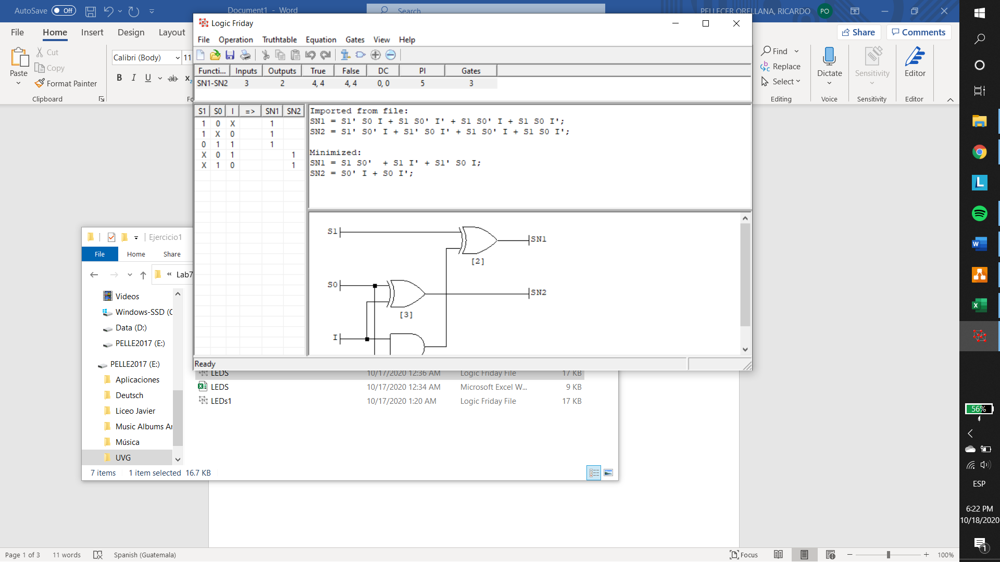 AutoSave Off Document1 - Word Search PELLECER ORELLANA, RICARDO PO
File Home Insert Design Layout Share Comments
Paste Cut Copy Format Painter Clipboard
Calibri (Body) 11
B I U ab x
Find Replace Select Editing
Dictate Voice
Sensitivity Sensitivity
Editor Editor
Logic Friday
File Operation Truthtable Equation Gates View Help
Functi... Inputs Outputs True False DC PI Gates
SN1-SN2 3 2 4, 4 4, 4 0, 0 5 3
S1 S0 I => SN1 SN2
1 0 X 1
1 X 0 1
0 1 1 1
X 0 1 1
X 1 0 1
Imported from file:
SN1 = S1' S0 I + S1 S0' I' + S1 S0' I + S1 S0 I';
SN2 = S1' S0' I + S1' S0 I' + S1 S0' I + S1 S0 I';
Minimized:
SN1 = S1 S0' + S1 I' + S1' S0 I;
SN2 = S0' I + S0 I';
S1 SN1
[2]
S0 SN2
[3]
I
Ready
Ejercicio1
File Home Share
« Lab7
Videos
Windows-SSD (C
Data (D:)
PELLE2017 (E:)
PELLE2017 (E:)
Aplicaciones
Deutsch
Liceo Javier
Music Albums Ar
Música
UVG
LEDS 10/17/2020 12:36 AM Logic Friday File 17 KB
LEDS 10/17/2020 12:34 AM Microsoft Excel W... 9 KB
LEDs1 10/17/2020 1:20 AM Logic Friday File 17 KB
7 items 1 item selected 16.7 KB
Page 1 of 3 11 words Spanish (Guatemala) Focus 100%
56%
ESP
6:22 PM
10/18/2020
1